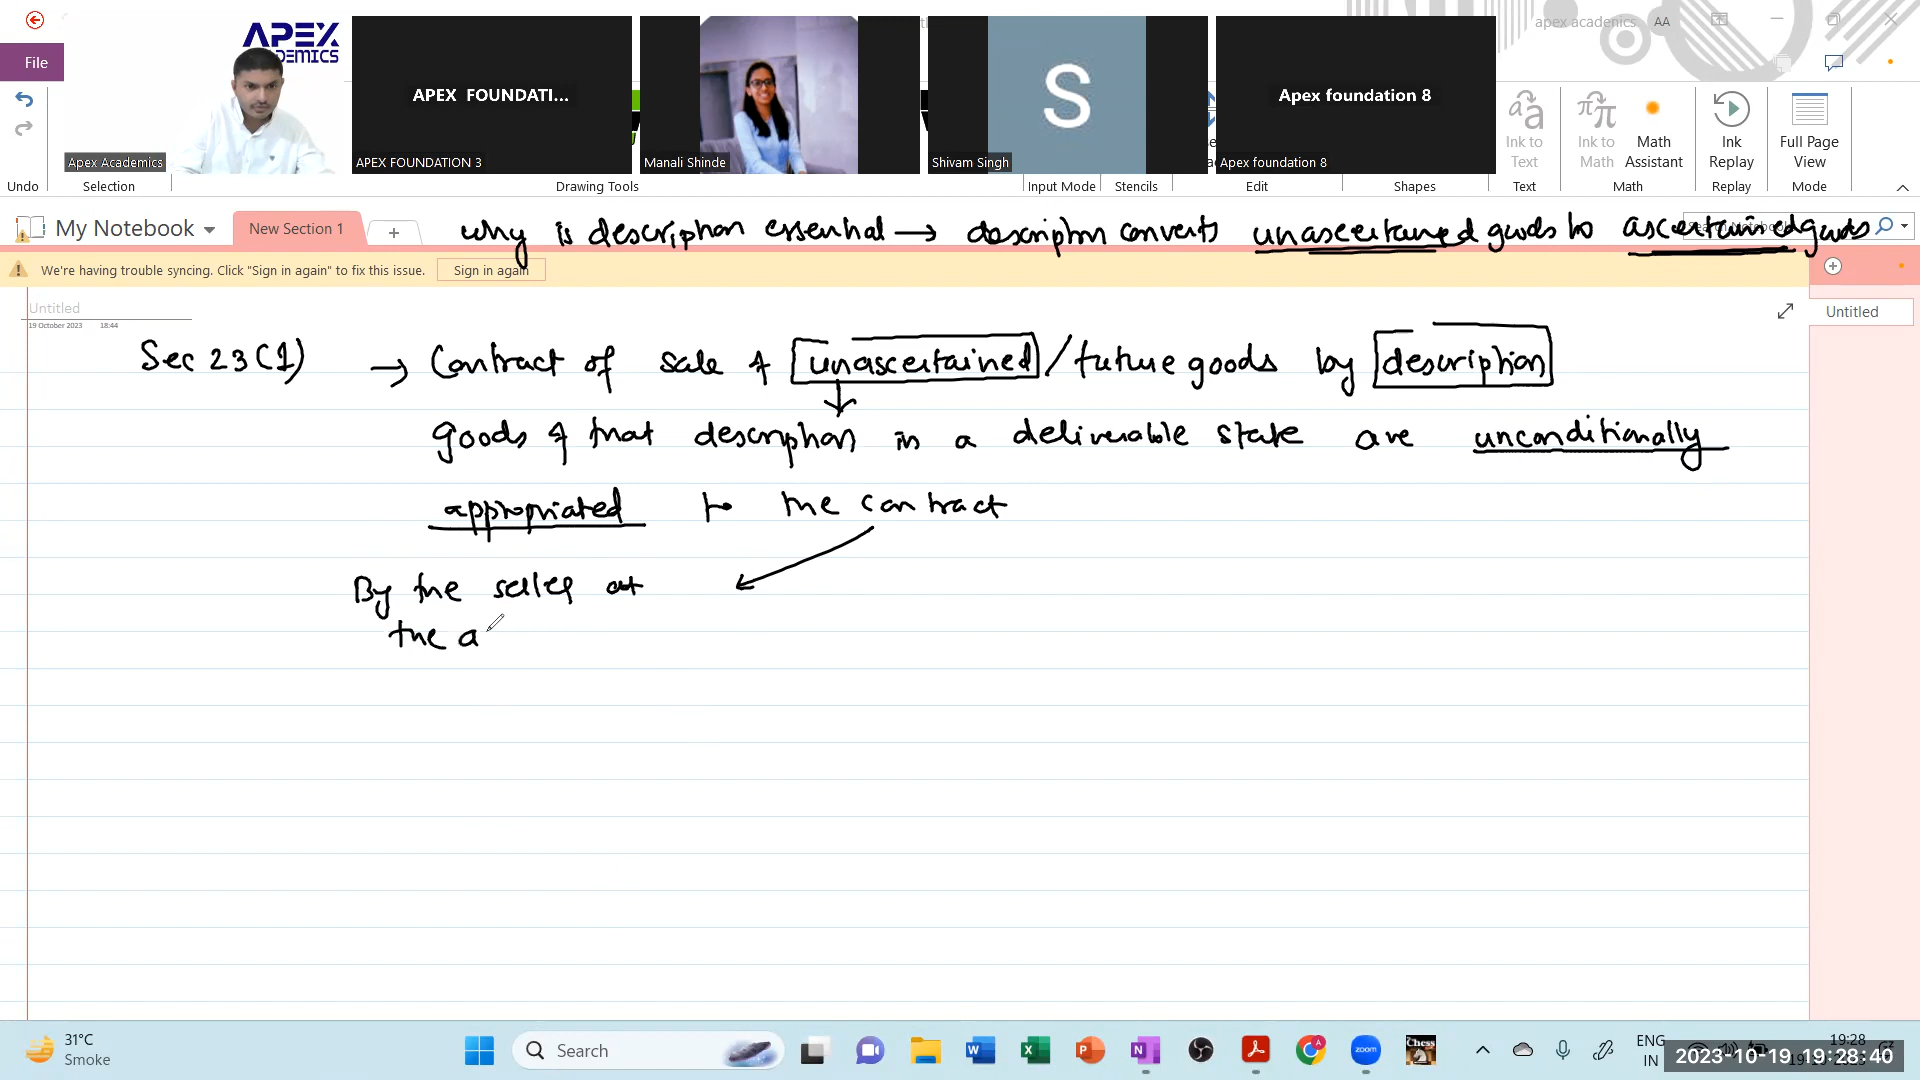 APEX
DEMICS
apex academics AA
File
APEX FOUNDATI...
S
Apex foundation 8
Apex Academics
APEX FOUNDATION 3
Manali Shinde
Shivam Singh
Apex foundation 8
Ink to Text
Ink to Math
Math Assistant
Ink Replay
Full Page View
Undo
Selection
Drawing Tools
Input Mode
Stencils
Edit
Shapes
Text
Math
Replay
Mode
My Notebook
New Section 1
why is description essential → description converts unascertained goods to ascertained goods
We're having trouble syncing. Click "Sign in again" to fix this issue.
Sign in again
Untitled
19 October 2023 18:44
Untitled
Sec 23(1) → Contract of sale of unascertained/future goods by description
goods of that description in a deliverable state are unconditionally
appropriated to the contract
By the seller at
the a
31°C
Smoke
Search
ENG
IN
19:28
2023-10-19 19:28:40